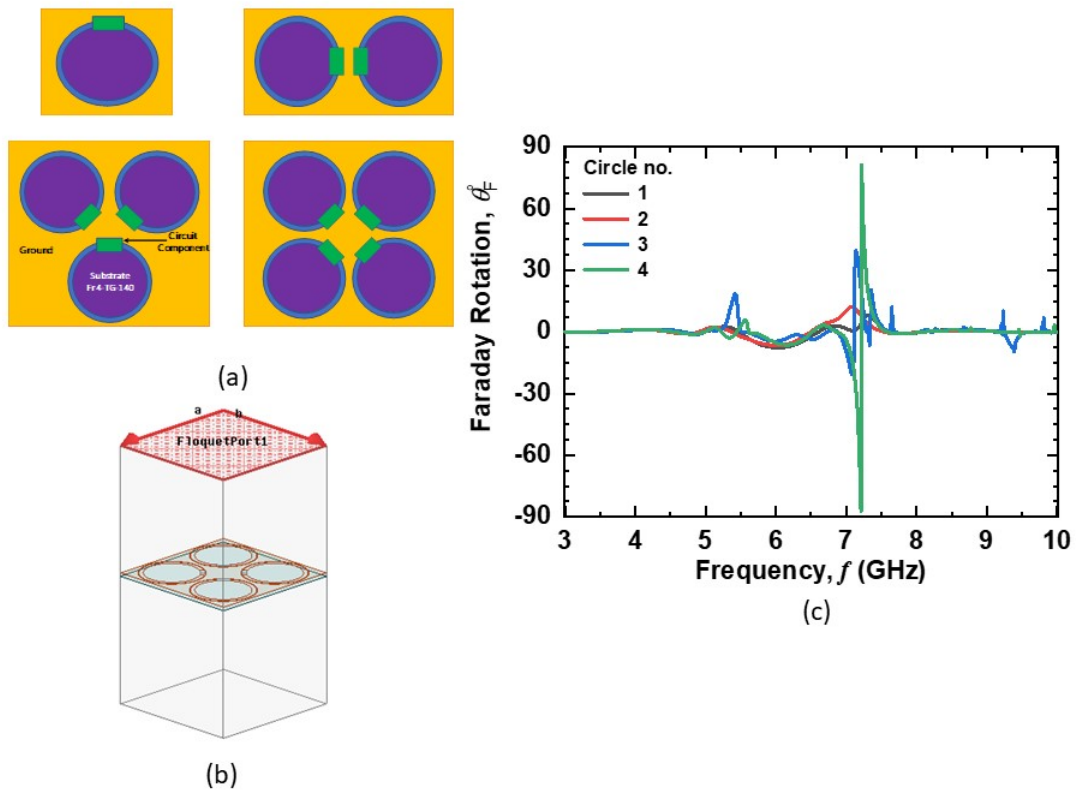 Ground
Circuit
Component
Substrate
Fr4-TG-140
(a)
a b
FloquetPort1
(b)
Faraday Rotation, θ°F
90
60
30
0
-30
-60
-90
Circle no.
1
2
3
4
3 4 5 6 7 8 9 10
Frequency, f (GHz)
(c)